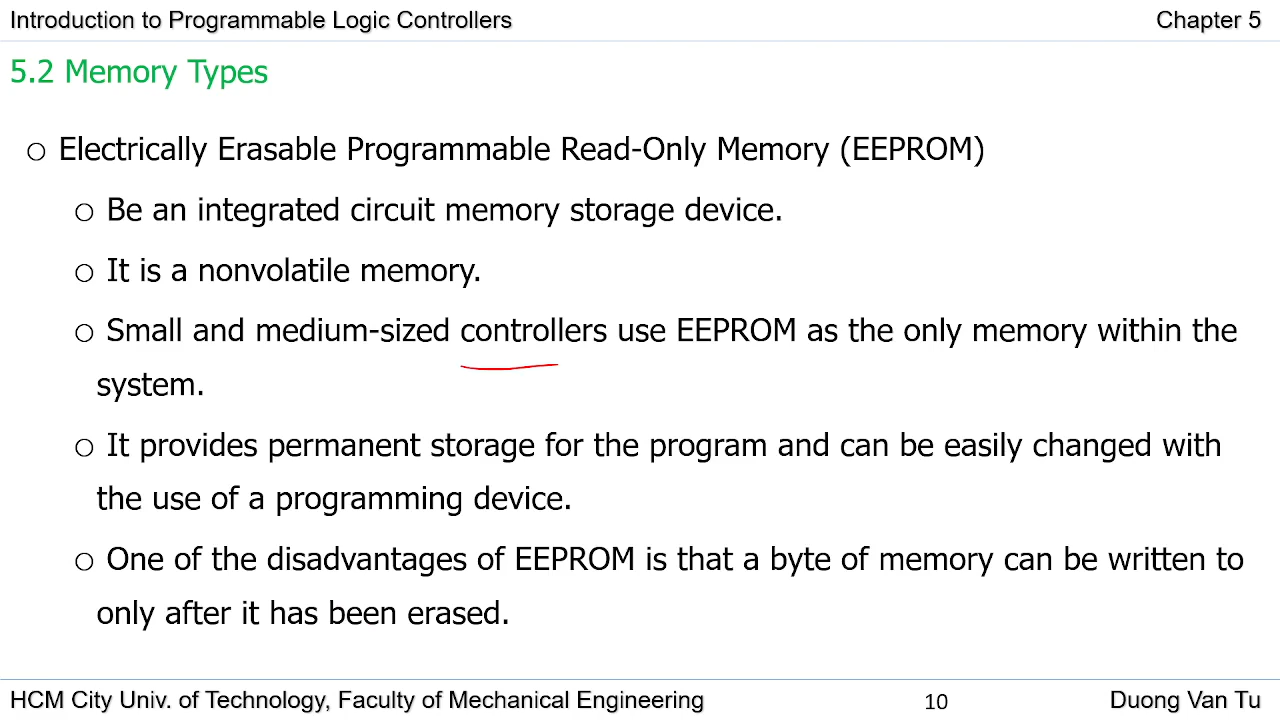 Introduction to Programmable Logic Controllers
Chapter 5
5.2 Memory Types
Electrically Erasable Programmable Read-Only Memory (EEPROM)
Be an integrated circuit memory storage device.
It is a nonvolatile memory.
Small and medium-sized controllers use EEPROM as the only memory within the
system.
It provides permanent storage for the program and can be easily changed with
the use of a programming device.
One of the disadvantages of EEPROM is that a byte of memory can be written to
only after it has been erased.
HCM City Univ. of Technology, Faculty of Mechanical Engineering
10
Duong Van Tu